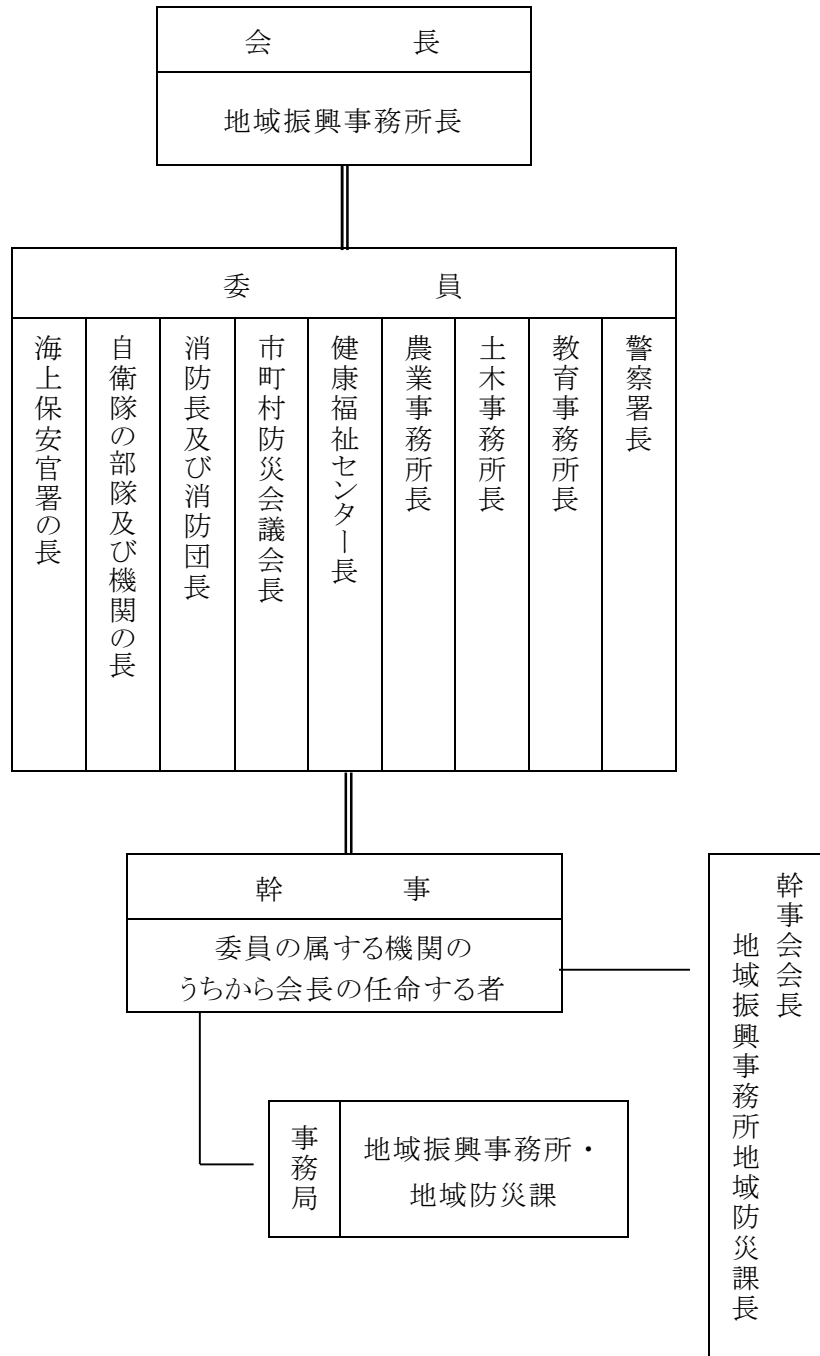 会長
地域振興事務所長
委員
警察署長
教育事務所長
土木事務所長
農業事務所長
健康福祉センター長
市町村防災会議会長
消防長及び消防団長
自衛隊の部隊及び機関の長
海上保安官署の長
幹事
委員の属する機関の
うちから会長の任命する者
幹事会会長
地域振興事務所地域防災課長
事務局
地域振興事務所・
地域防災課